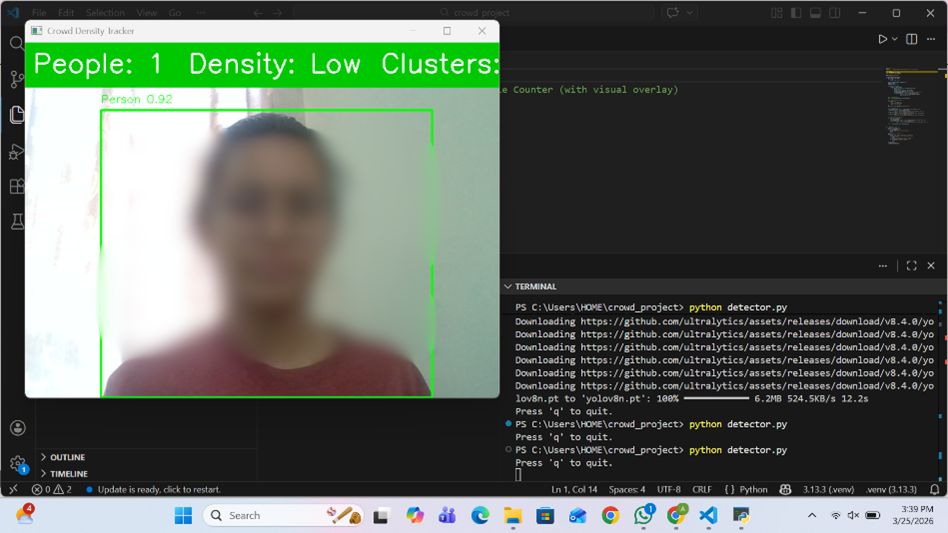 File Edit Selection View Go crowd project
Crowd Density Tracker
People: 1 Density: Low Clusters:
Person 0.92
le Counter (with visual overlay)
TERMINAL
PS C:\Users\HOME\crowd_project> python detector.py
Downloading https://github.com/ultralytics/assets/releases/download/v8.4.0/yo
Downloading https://github.com/ultralytics/assets/releases/download/v8.4.0/yo
Downloading https://github.com/ultralytics/assets/releases/download/v8.4.0/yo
Downloading https://github.com/ultralytics/assets/releases/download/v8.4.0/yo
Downloading https://github.com/ultralytics/assets/releases/download/v8.4.0/yo
Downloading https://github.com/ultralytics/assets/releases/download/v8.4.0/yo
lov8n.pt to 'yolov8n.pt': 100% 6.2MB 524.5KB/s 12.2s
Press 'q' to quit.
PS C:\Users\HOME\crowd_project> python detector.py
Press 'q' to quit.
PS C:\Users\HOME\crowd_project> python detector.py
Press 'q' to quit.
OUTLINE
TIMELINE
1
0 2 Update is ready, click to restart. Ln 1, Col 14 Spaces: 4 UTF-8 CRLF {} Python 3.13.3 (.venv) .venv (3.13.3)
4 Search 1 A 3:39 PM
3/25/2026